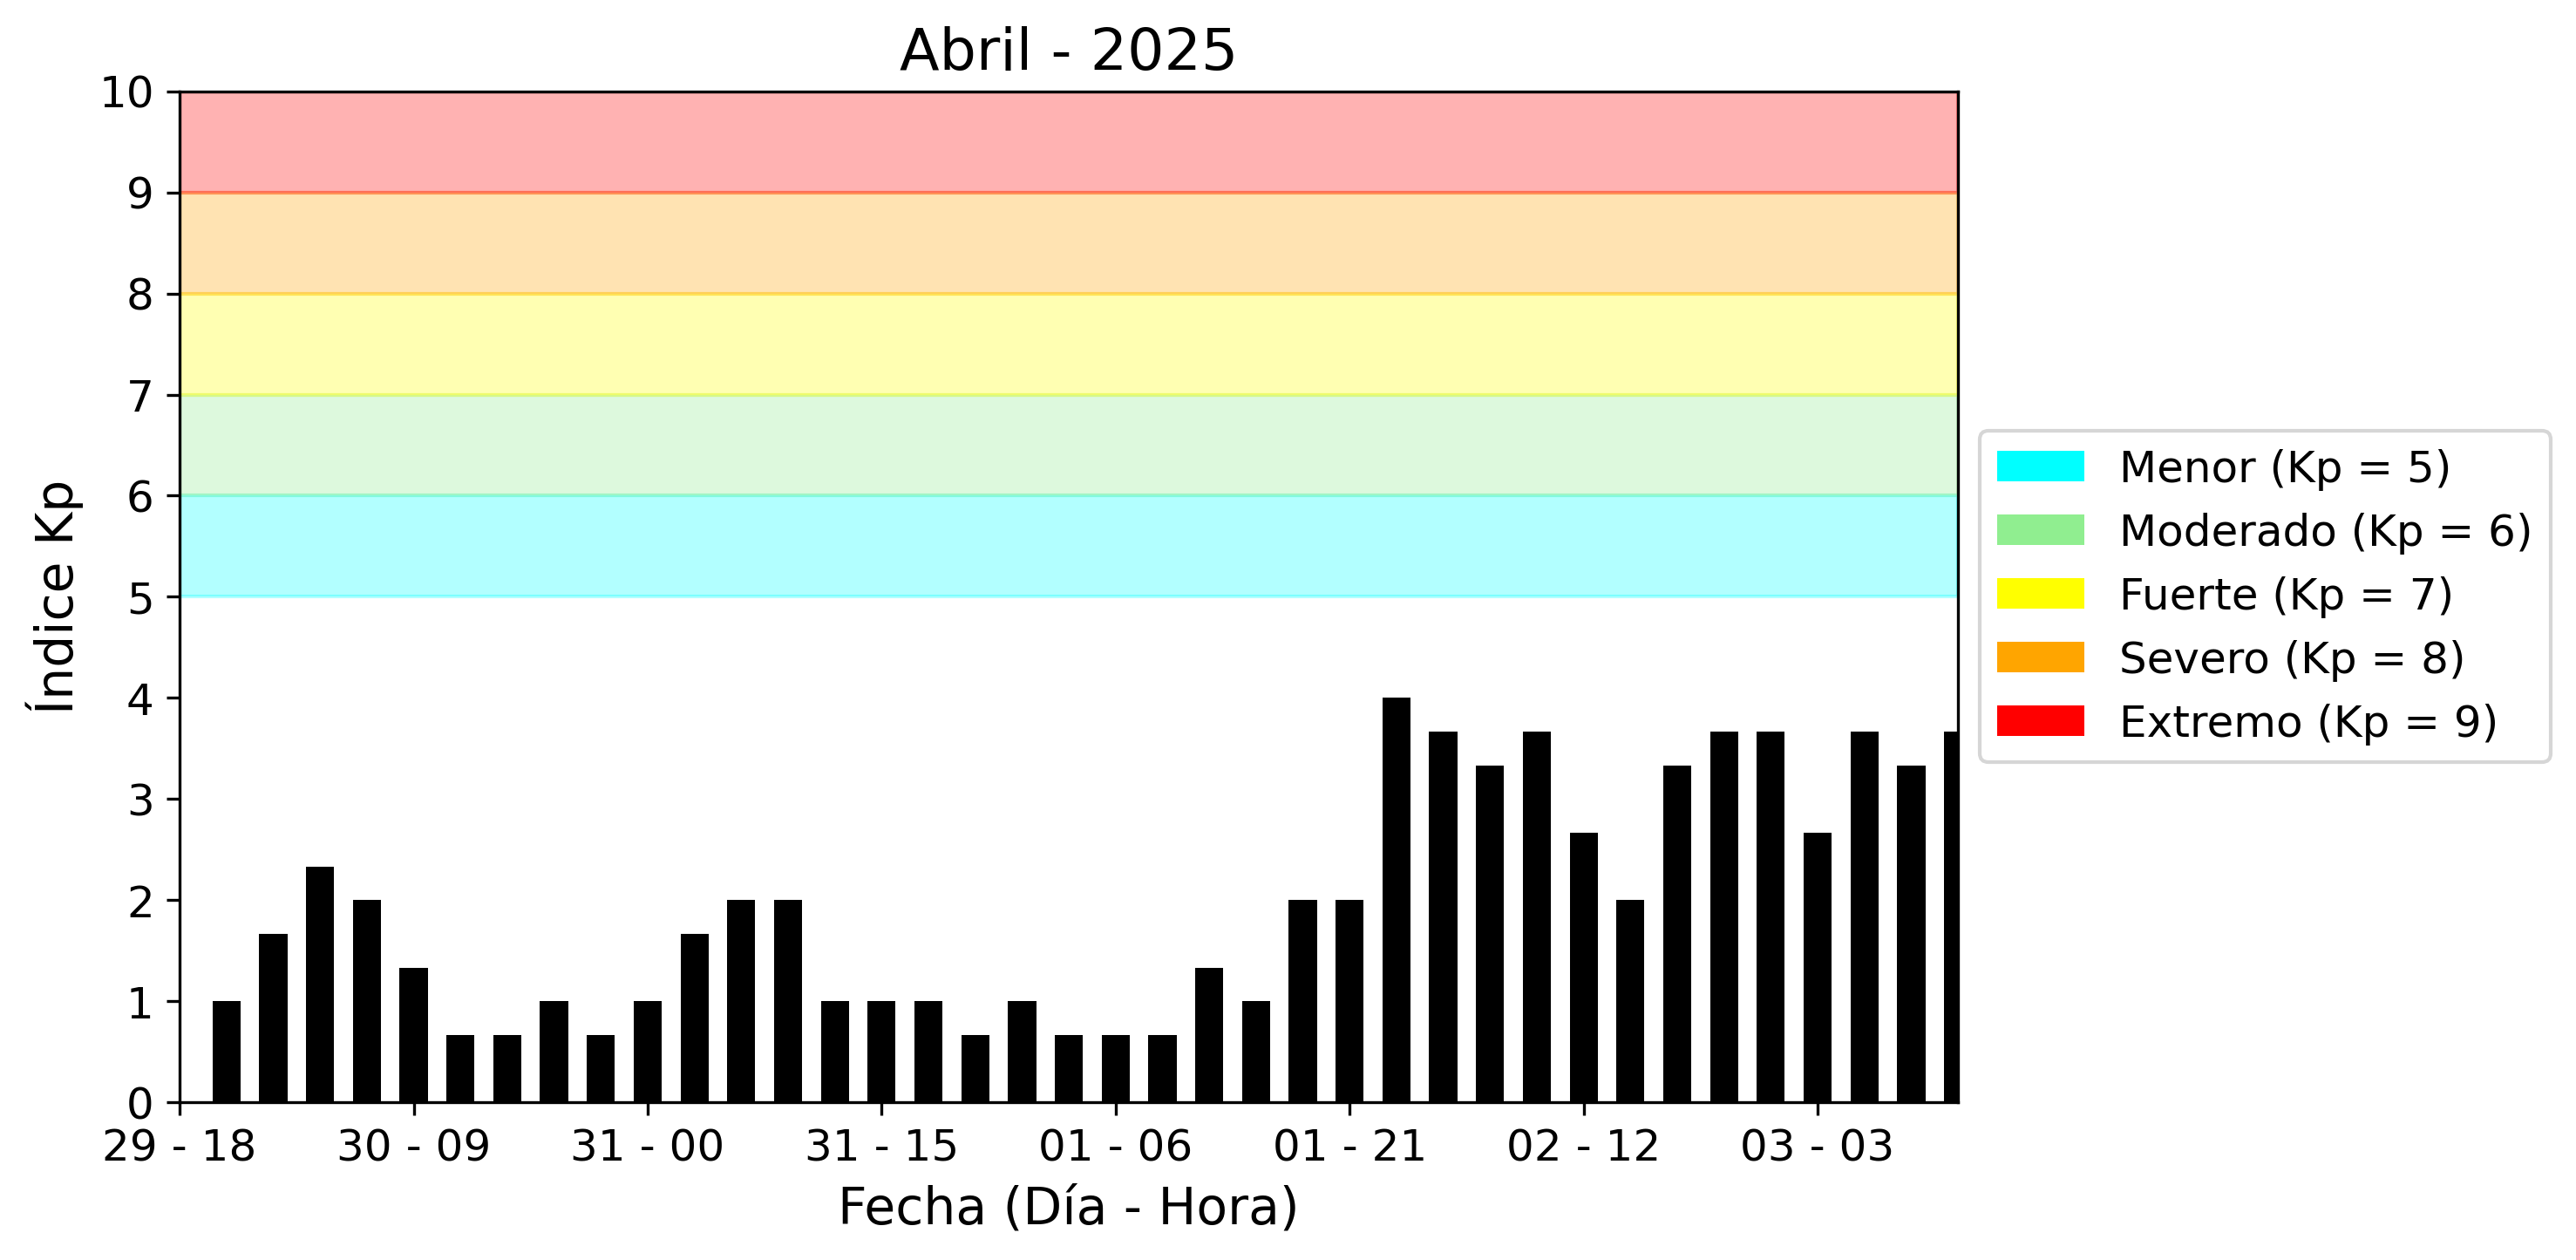 Abril - 2025
10
9
8
7
6
5
4
3
2
1
0
Índice Kp
29 - 18
30 - 09
31 - 00
31 - 15
01 - 06
01 - 21
02 - 12
03 - 03
Fecha (Día - Hora)
Menor (Kp = 5)
Moderado (Kp = 6)
Fuerte (Kp = 7)
Severo (Kp = 8)
Extremo (Kp = 9)